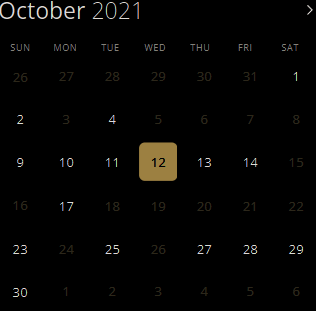 October 2021
SUN MON TUE WED THU FRI SAT
26 27 28 29 30 31 1
2 3 4 5 6 7 8
9 10 11 12 13 14 15
16 17 18 19 20 21 22
23 24 25 26 27 28 29
30 1 2 3 4 5 6